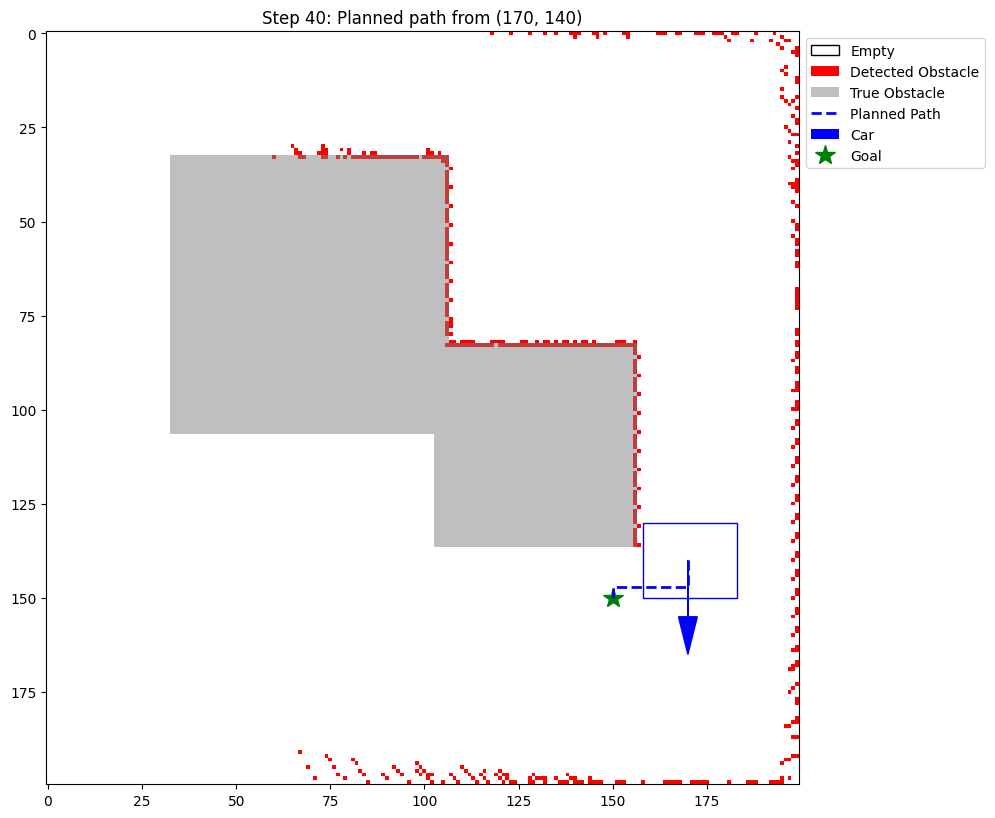 Step 40: Planned path from (170, 140)
Empty
Detected Obstacle
True Obstacle
Planned Path
Car
Goal
0
25
50
75
100
125
150
175
0 25 50 75 100 125 150 175